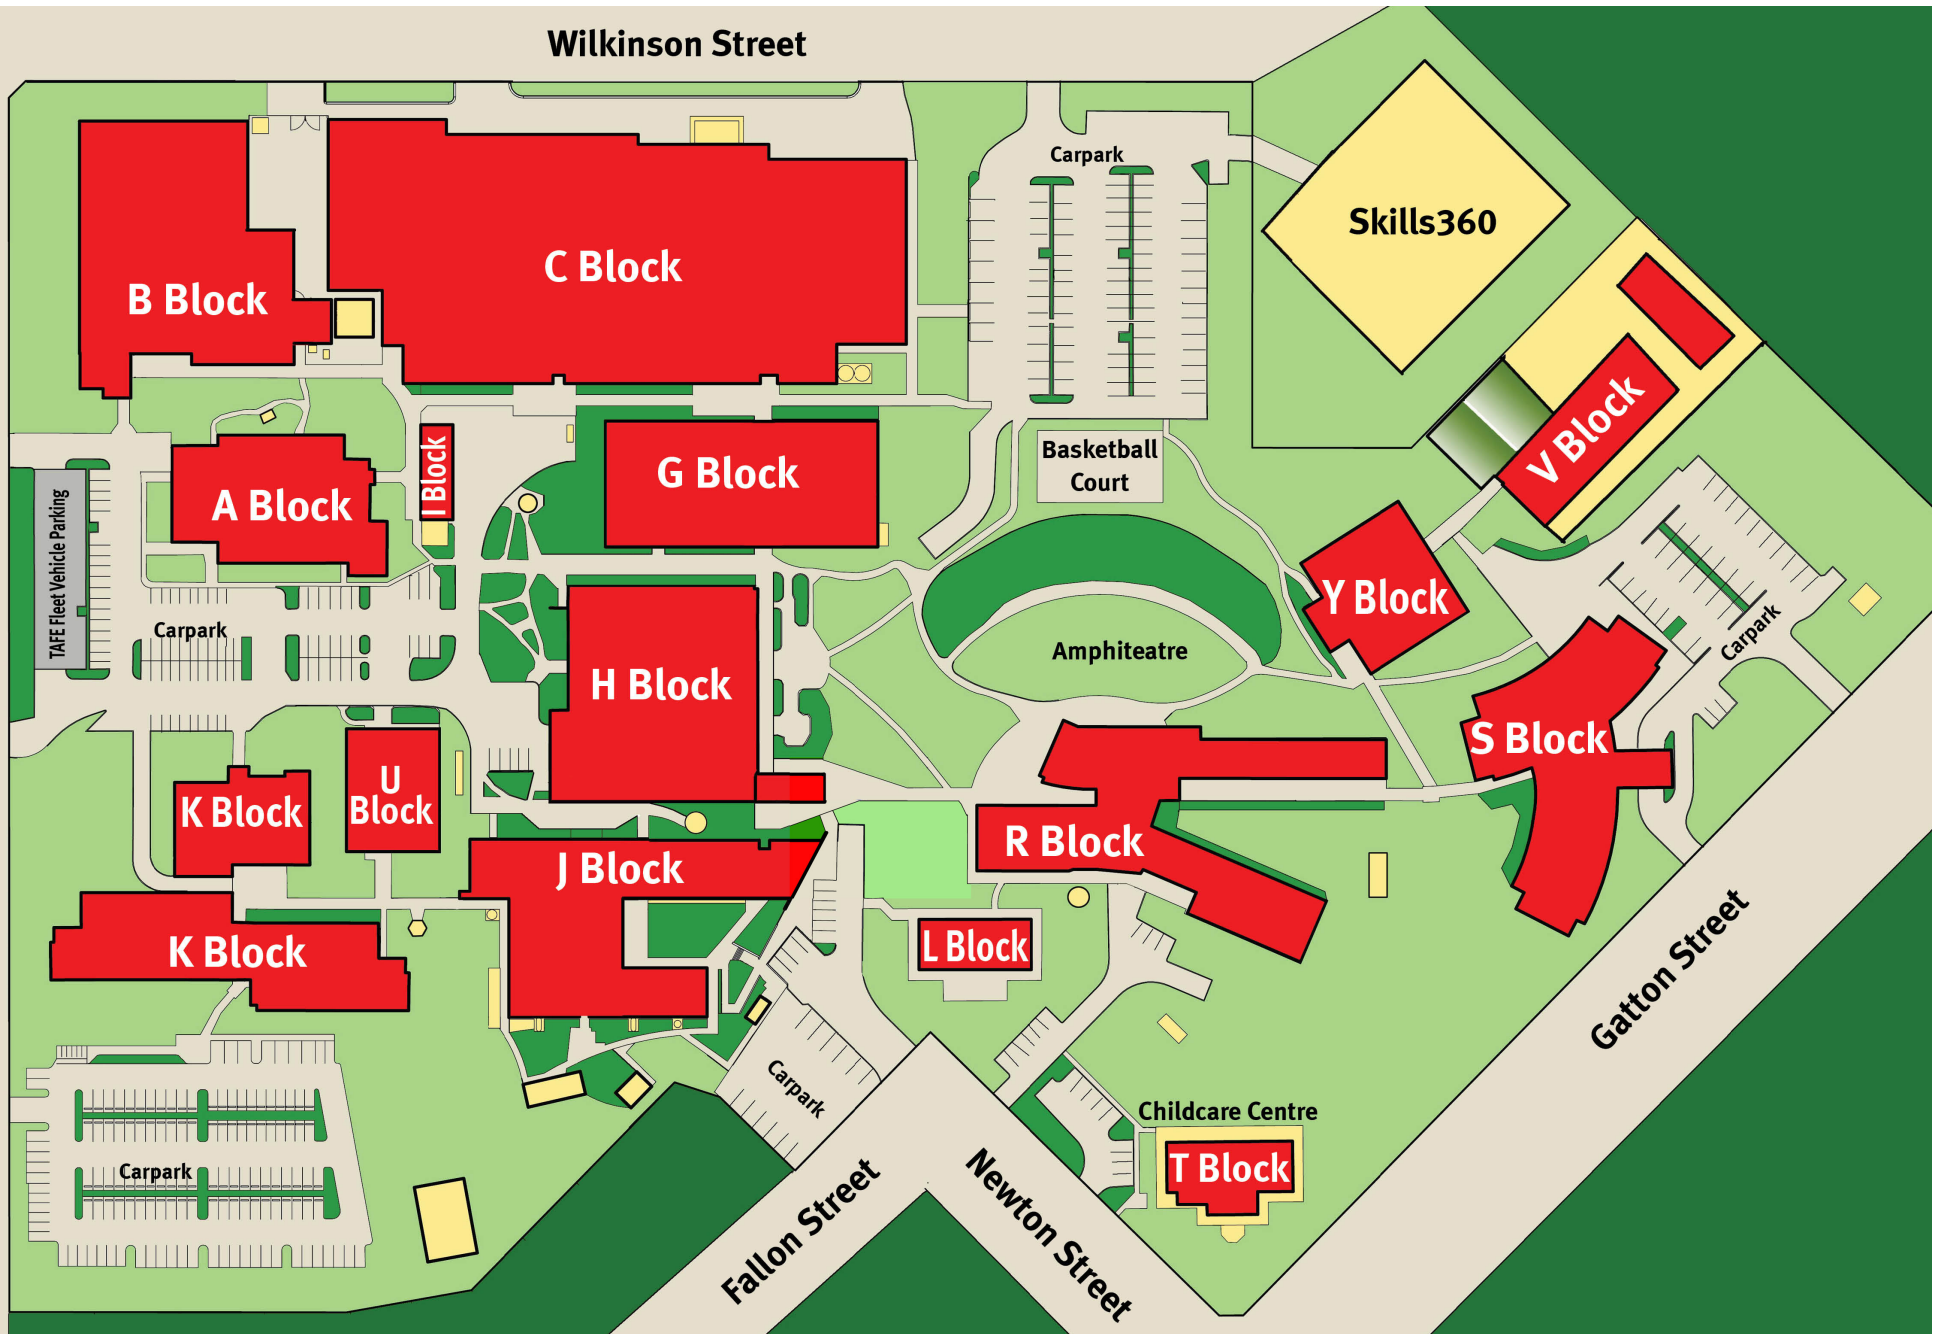 Wilkinson Street
Carpark
Skills360
C Block
B Block
V Block
I Block
Basketball
Court
G Block
A Block
TAFE Fleet Vehicle Parking
Y Block
Carpark
Carpark
Amphiteatre
H Block
S Block
U
Block
K Block
R Block
J Block
L Block
K Block
Gatton Street
Carpark
Childcare Centre
T Block
Carpark
Fallon Street
Newton Street